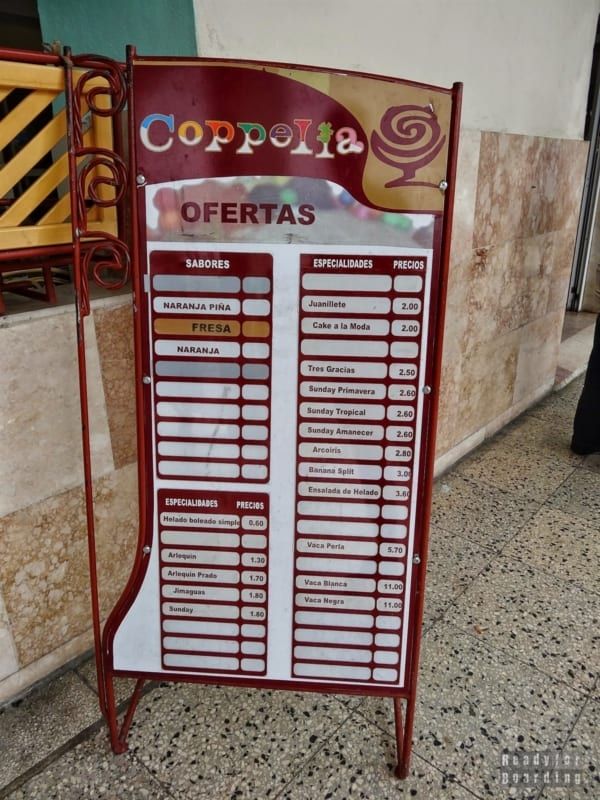 Coppelia
OFERTAS
SABORES
NARANJA PIÑA
FRESA
NARANJA
ESPECIALIDADES PRECIOS
Helado boleado simple 0.60
Arlequin 1.30
Arlequin Prado 1.70
Jimaguas 1.80
Sunday 1.80
ESPECIALIDADES PRECIOS
Juanillete 2.00
Cake a la Moda 2.00
Tres Gracias 2.50
Sunday Primavera 2.60
Sunday Tropical 2.60
Sunday Amanecer 2.60
Arcoiris 2.80
Banana Split 3.00
Ensalada de Helado 3.60
Vaca Perla 5.70
Vaca Blanca 11.00
Vaca Negra 11.00
Readyfor
Boarding